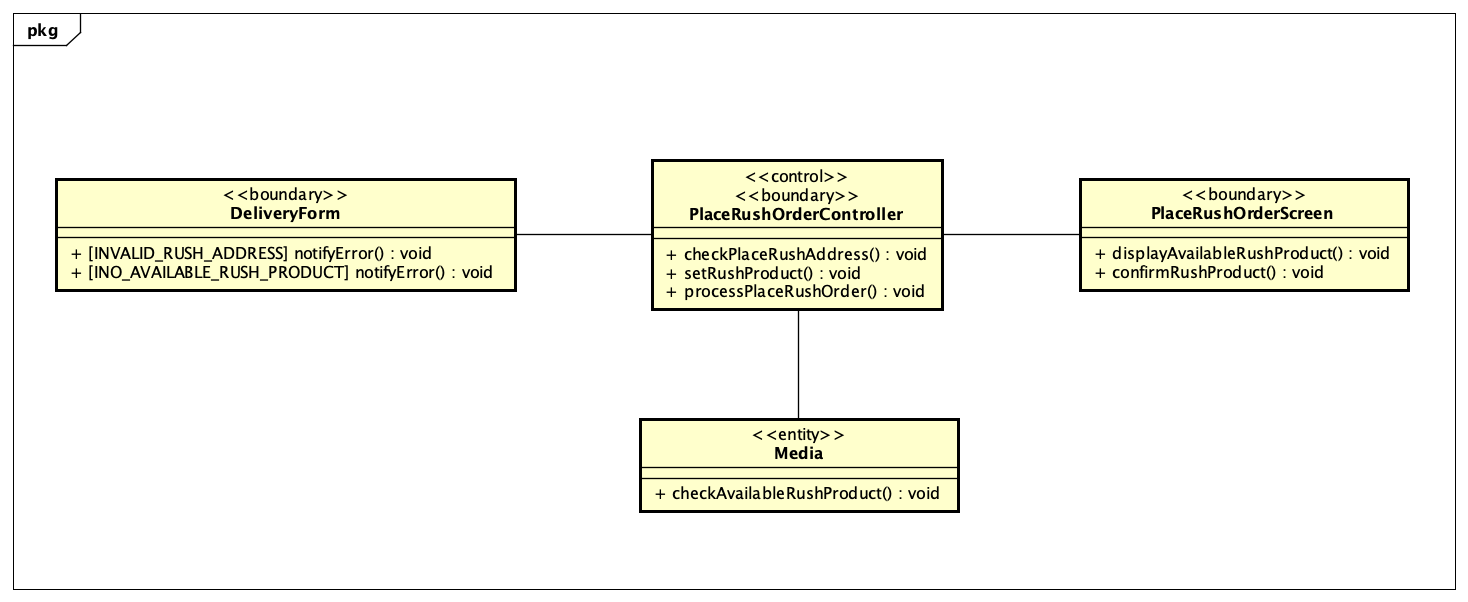 pkg
<<boundary>>
DeliveryForm
+ [INVALID_RUSH_ADDRESS] notifyError() : void
+ [INO_AVAILABLE_RUSH_PRODUCT] notifyError() : void
<<control>>
<<boundary>>
PlaceRushOrderController
+ checkPlaceRushAddress() : void
+ setRushProduct() : void
+ processPlaceRushOrder() : void
<<boundary>>
PlaceRushOrderScreen
+ displayAvailableRushProduct() : void
+ confirmRushProduct() : void
<<entity>>
Media
+ checkAvailableRushProduct() : void